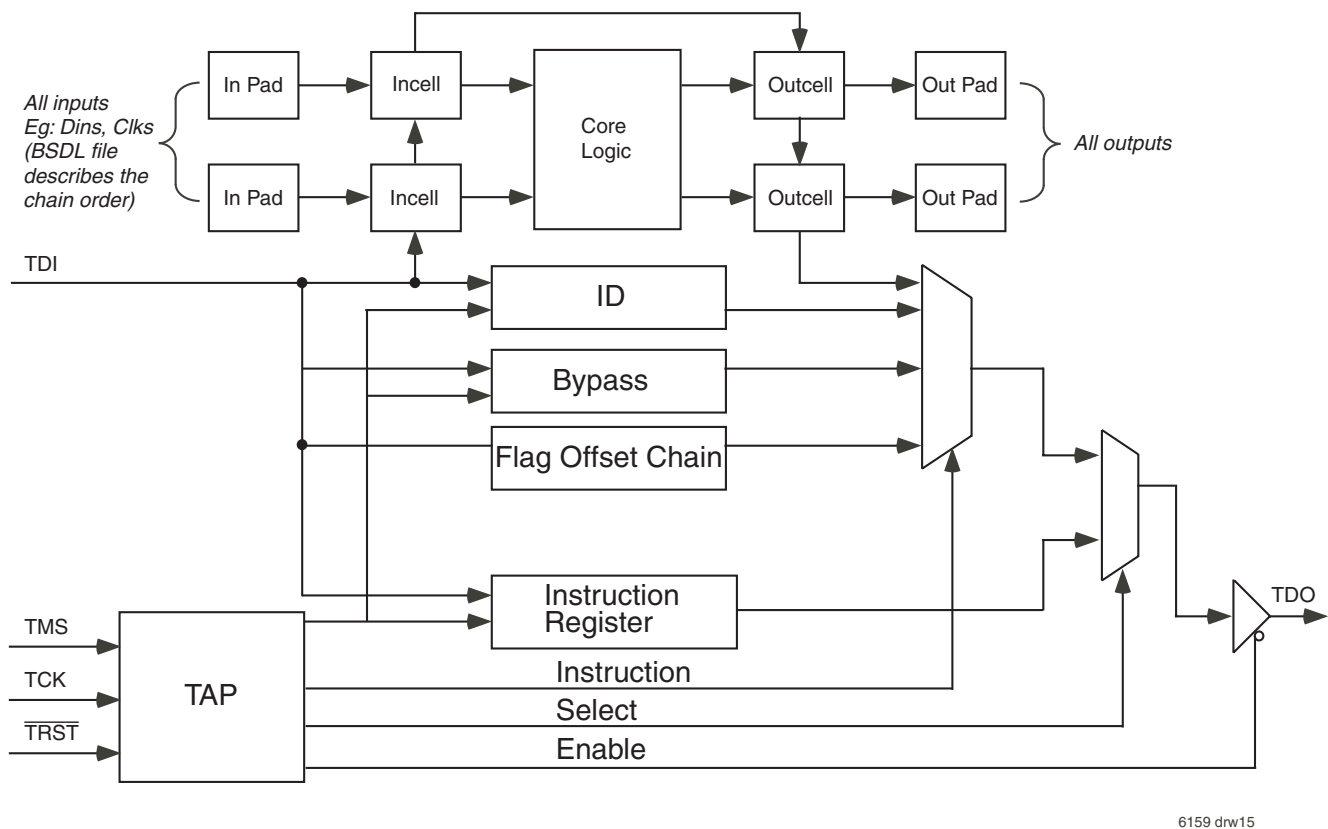 In Pad
Incell
Core
Logic
Outcell
Out Pad
All inputs
Eg: Dins, Clks
(BSDL file
describes the
chain order)
All outputs
In Pad
Incell
Outcell
Out Pad
TDI
ID
Bypass
Flag Offset Chain
Instruction
Register
TDO
TMS
TCK
TRST
TAP
Instruction
Select
Enable
6159 drw15